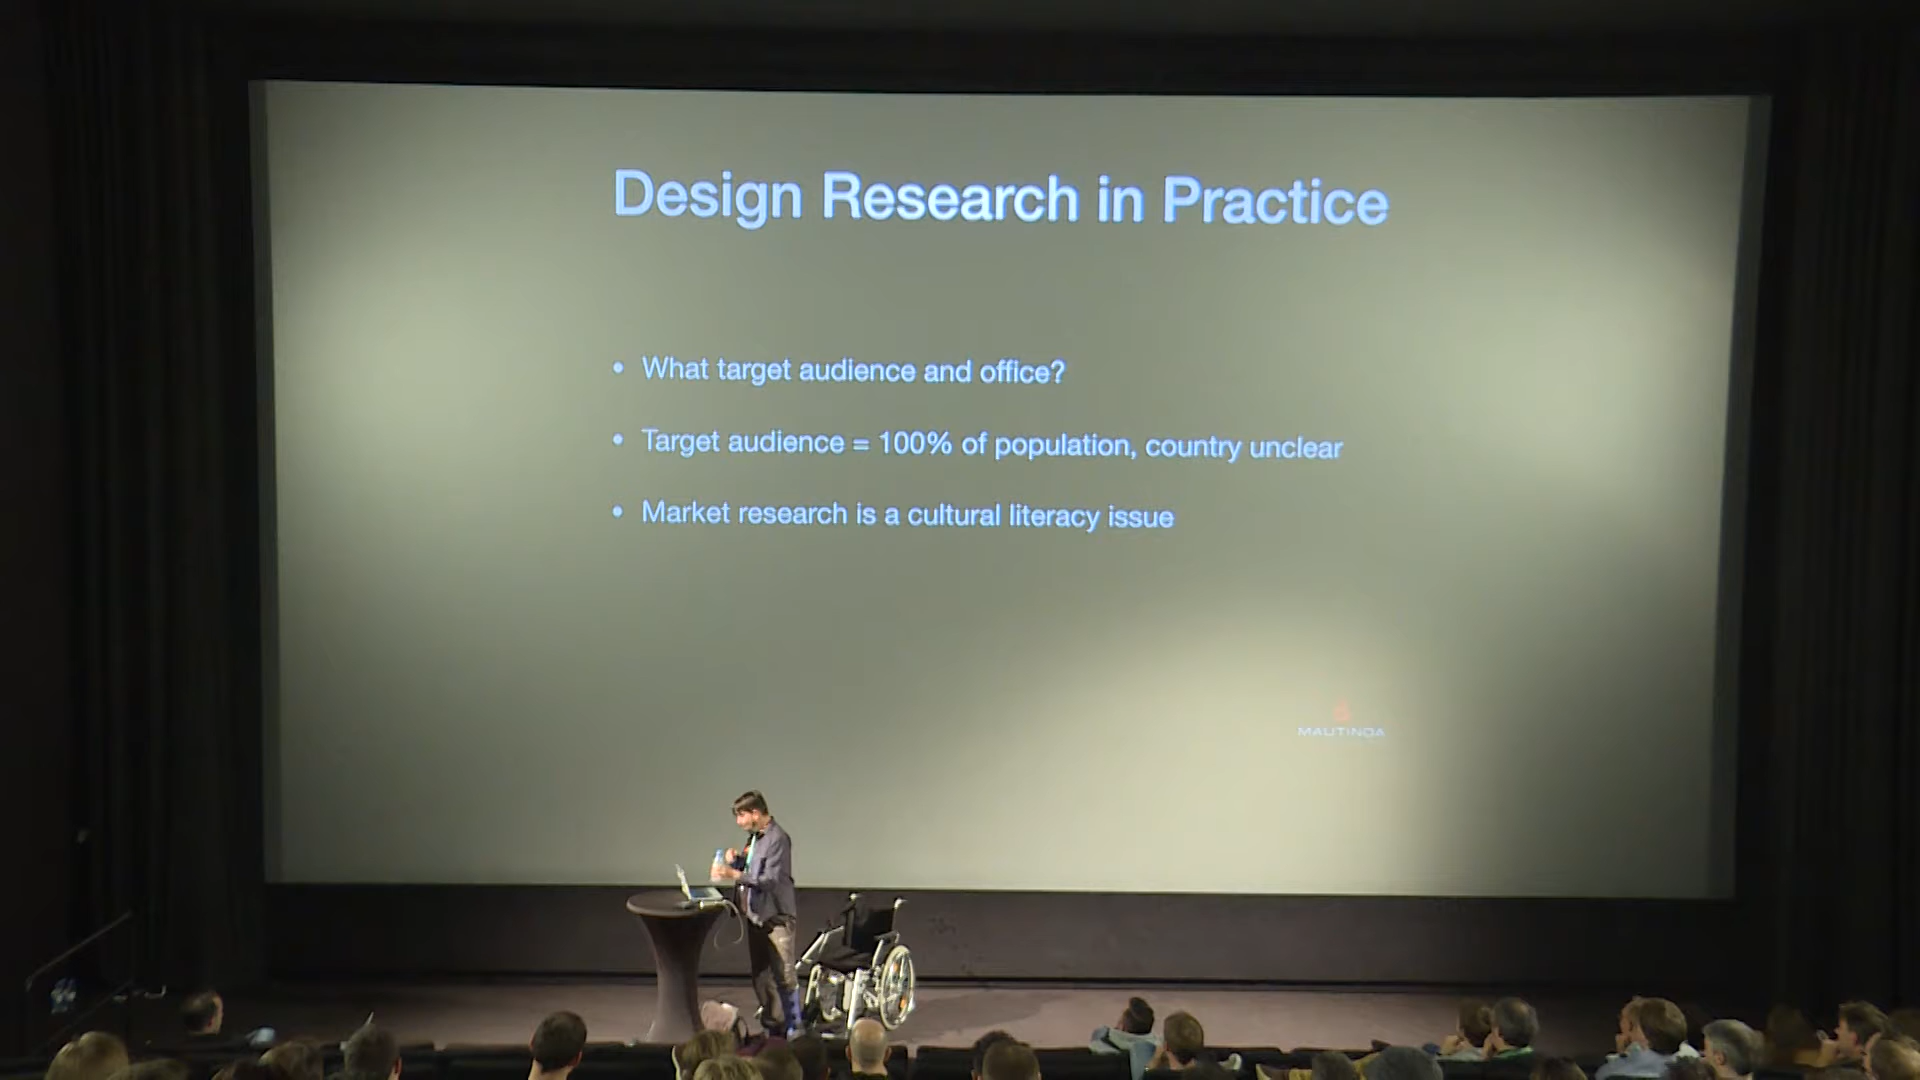 Design Research in Practice
• What target audience and office?
• Target audience = 100% of population, country unclear
• Market research is a cultural literacy issue
MAUTINOA